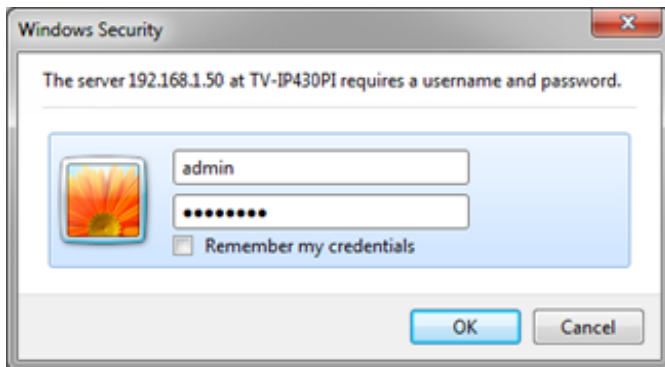 Windows Security
The server 192.168.1.50 at TV-IP430PI requires a username and password.
admin
●●●●●●●●
Remember my credentials
OK
Cancel